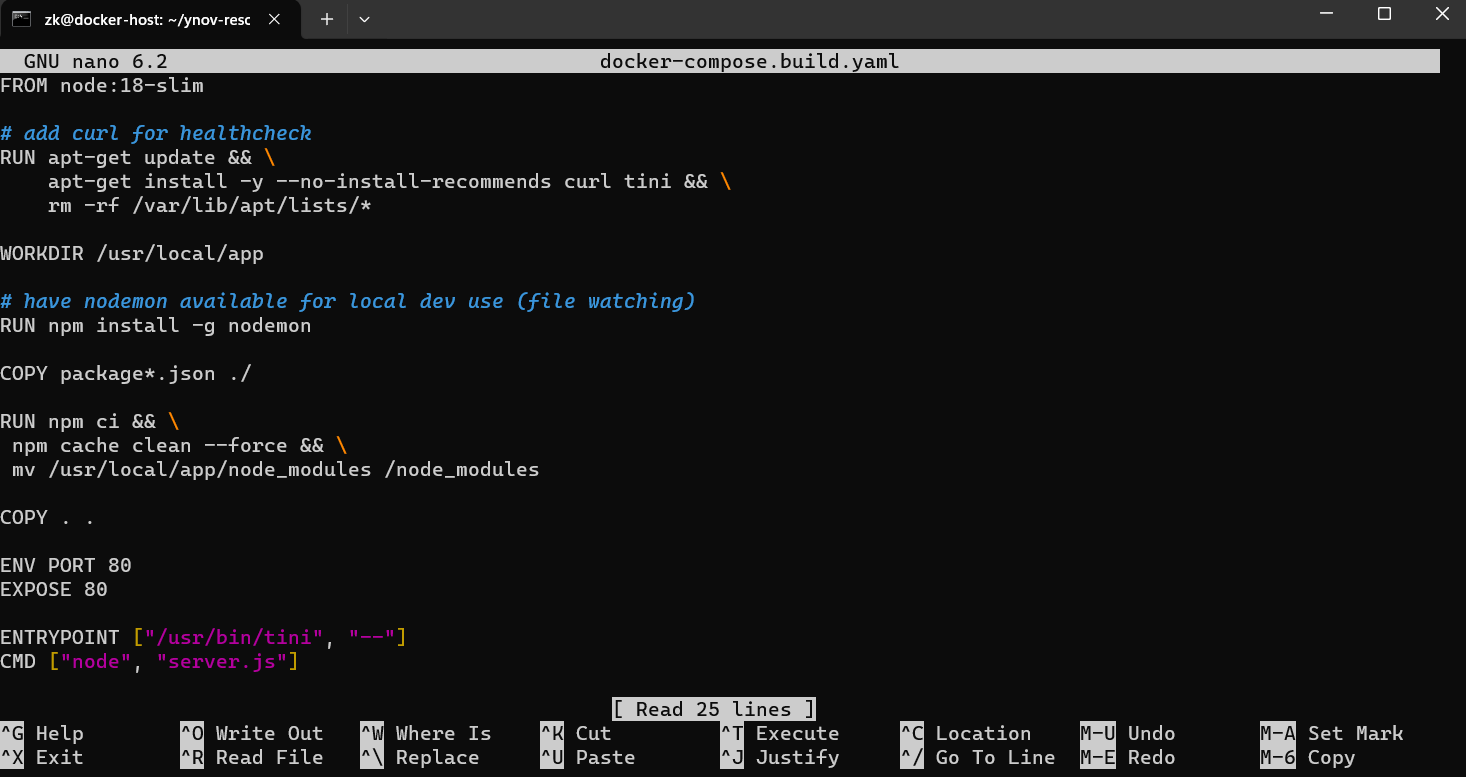 zk@docker-host: ~/ynov-resc
GNU nano 6.2 docker-compose.build.yaml
FROM node:18-slim
# add curl for healthcheck
RUN apt-get update && \
    apt-get install -y --no-install-recommends curl tini && \
    rm -rf /var/lib/apt/lists/*
WORKDIR /usr/local/app
# have nodemon available for local dev use (file watching)
RUN npm install -g nodemon
COPY package*.json ./
RUN npm ci && \
 npm cache clean --force && \
 mv /usr/local/app/node_modules /node_modules
COPY . .
ENV PORT 80
EXPOSE 80
ENTRYPOINT ["/usr/bin/tini", "--"]
CMD ["node", "server.js"]
[ Read 25 lines ]
^G Help ^O Write Out ^W Where Is ^K Cut ^T Execute ^C Location M-U Undo M-A Set Mark
^X Exit ^R Read File ^\ Replace ^U Paste ^J Justify ^/ Go To Line M-E Redo M-6 Copy